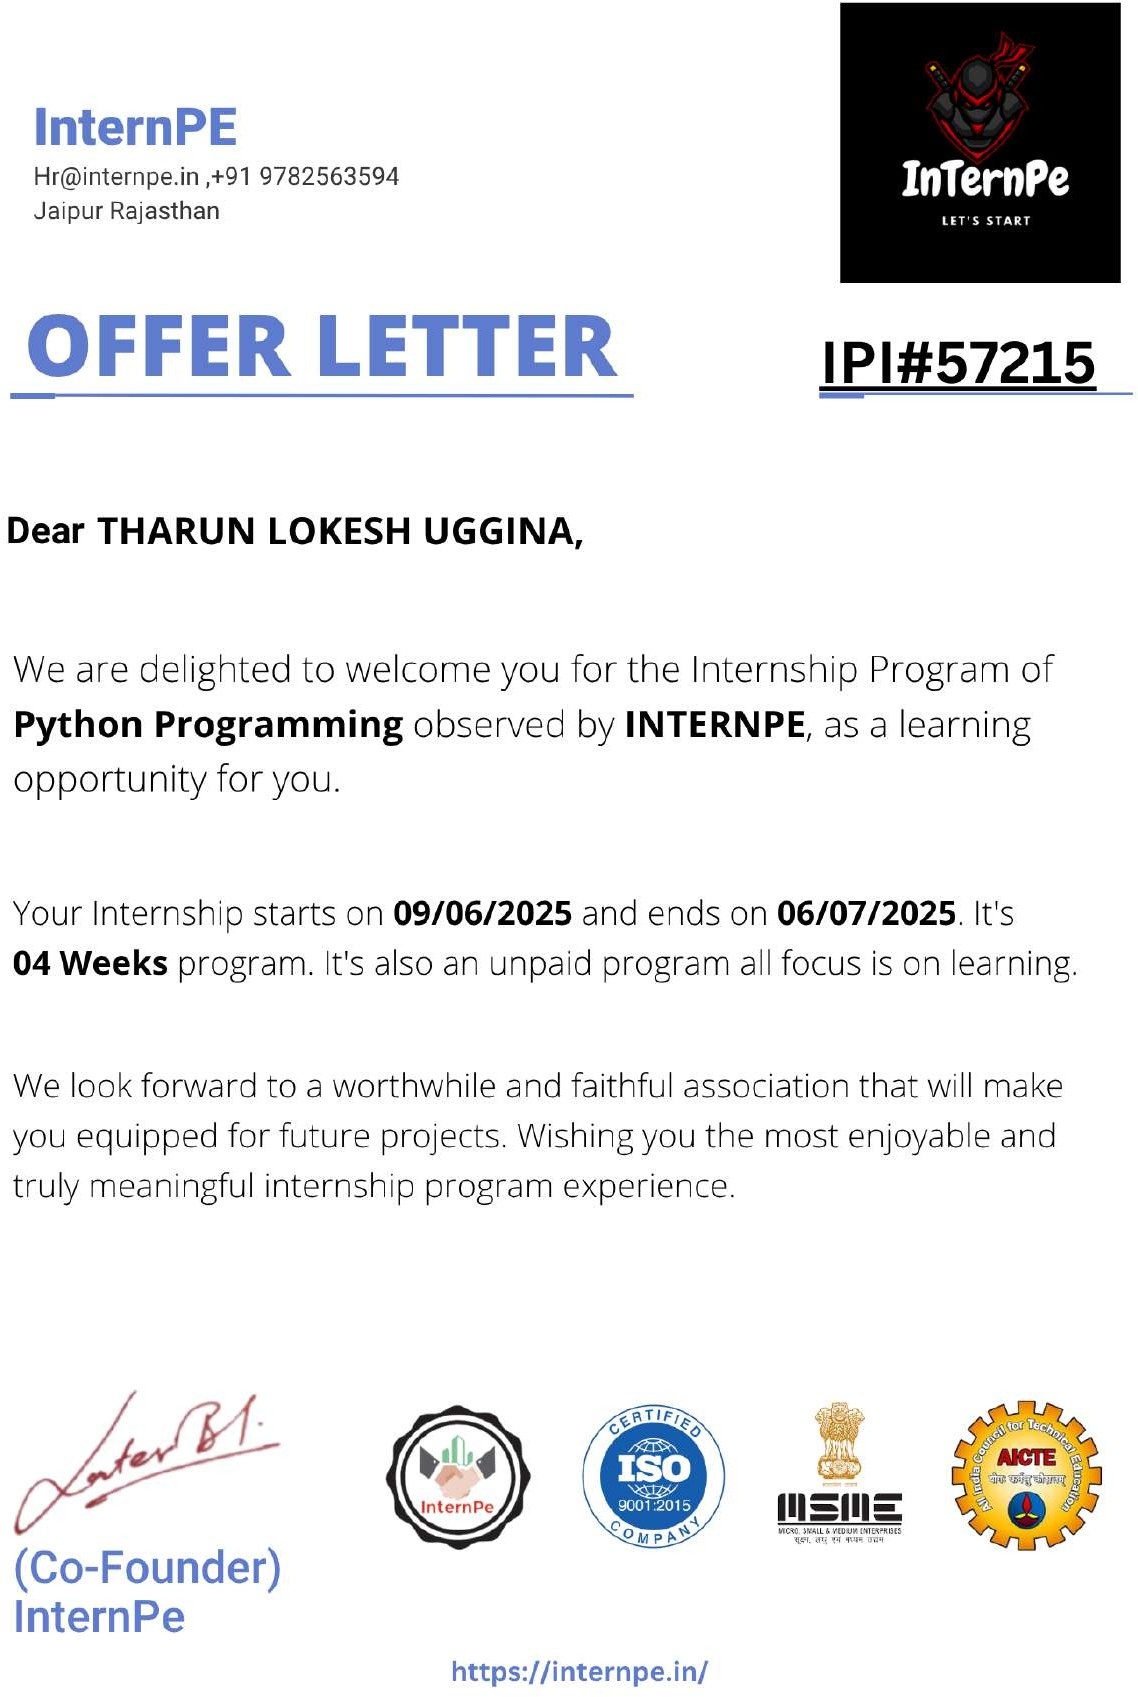 InternPE
Hr@internpe.in ,+91 9782563594
Jaipur Rajasthan
InTernPe
LET'S START
OFFER LETTER
IPI#57215
Dear THARUN LOKESH UGGINA,
We are delighted to welcome you for the Internship Program of
Python Programming observed by INTERNPE, as a learning
opportunity for you.
Your Internship starts on 09/06/2025 and ends on 06/07/2025. It's
04 Weeks program. It's also an unpaid program all focus is on learning.
We look forward to a worthwhile and faithful association that will make
you equipped for future projects. Wishing you the most enjoyable and
truly meaningful internship program experience.
(Co-Founder)
InternPe
InternPe
CERTIFIED
ISO
9001:2015
COMPANY
MSME
MICRO, SMALL & MEDIUM ENTERPRISES
सूक्ष्म, लघु एवं मध्यम उद्यम
All India Council for Technical Education
AICTE
https://internpe.in/